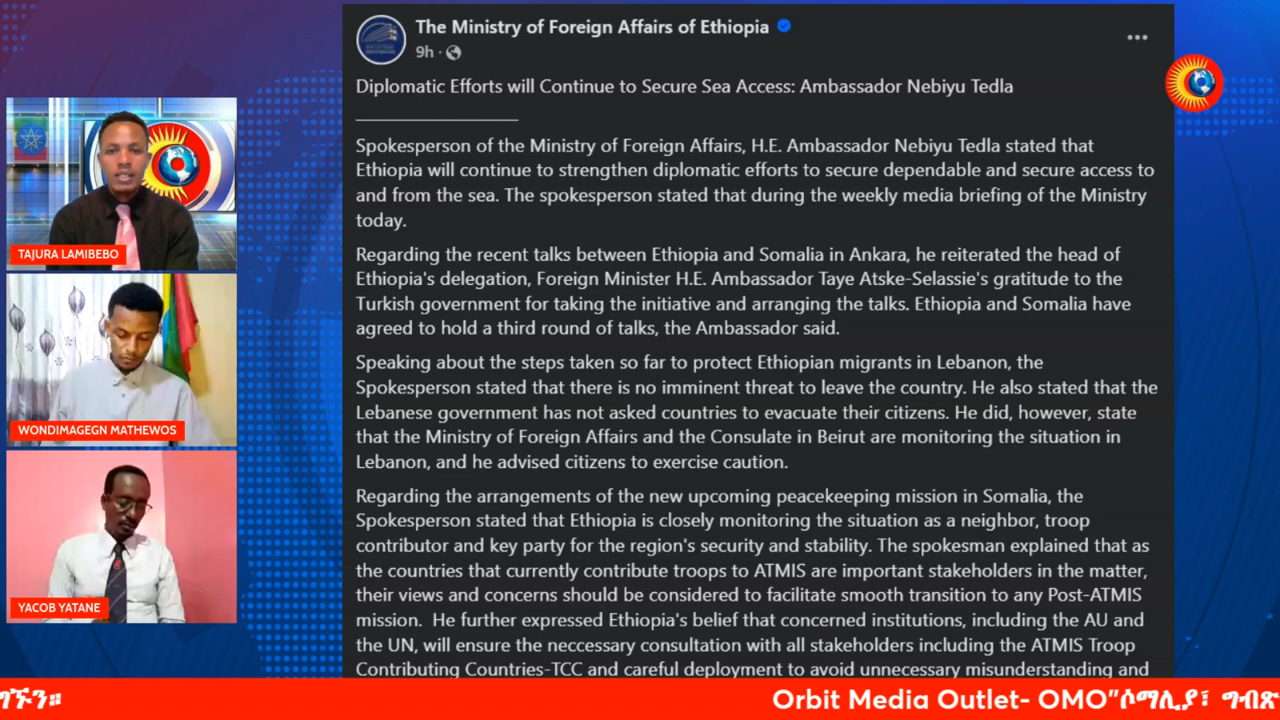 The Ministry of Foreign Affairs of Ethiopia
9h ·
Diplomatic Efforts will Continue to Secure Sea Access: Ambassador Nebiyu Tedla
Spokesperson of the Ministry of Foreign Affairs, H.E. Ambassador Nebiyu Tedla stated that
Ethiopia will continue to strengthen diplomatic efforts to secure dependable and secure access to
and from the sea. The spokesperson stated that during the weekly media briefing of the Ministry
today.
Regarding the recent talks between Ethiopia and Somalia in Ankara, he reiterated the head of
Ethiopia's delegation, Foreign Minister H.E. Ambassador Taye Atske-Selassie's gratitude to the
Turkish government for taking the initiative and arranging the talks. Ethiopia and Somalia have
agreed to hold a third round of talks, the Ambassador said.
Speaking about the steps taken so far to protect Ethiopian migrants in Lebanon, the
Spokesperson stated that there is no imminent threat to leave the country. He also stated that the
Lebanese government has not asked countries to evacuate their citizens. He did, however, state
that the Ministry of Foreign Affairs and the Consulate in Beirut are monitoring the situation in
Lebanon, and he advised citizens to exercise caution.
Regarding the arrangements of the new upcoming peacekeeping mission in Somalia, the
Spokesperson stated that Ethiopia is closely monitoring the situation as a neighbor, troop
contributor and key party for the region's security and stability. The spokesman explained that as
the countries that currently contribute troops to ATMIS are important stakeholders in the matter,
their views and concerns should be considered to facilitate smooth transition to any Post-ATMIS
mission. He further expressed Ethiopia's belief that concerned institutions, including the AU and
the UN, will ensure the neccessary consultation with all stakeholders including the ATMIS Troop
Contributing Countries-TCC and careful deployment to avoid unnecessary misunderstanding and
TAJURA LAMIBEBO
WONDIMAGEGN MATHEWOS
YACOB YATANE
Orbit Media Outlet- OMO"ሶማሊያ፣ ግብጽ